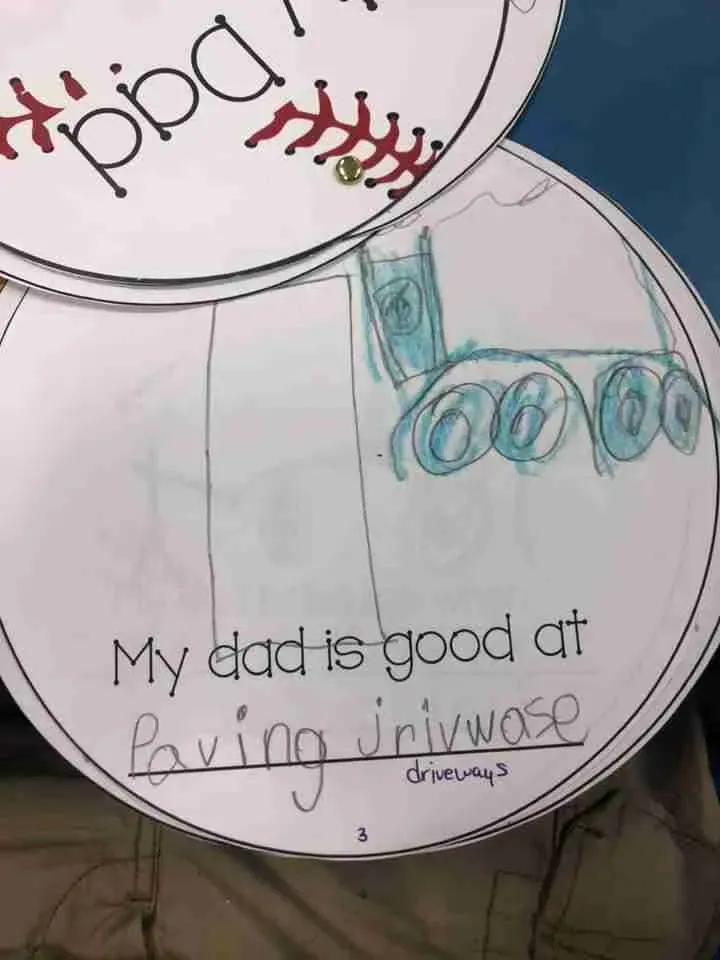 Dad
My dad is good at
Paving jrivwase
driveways
3